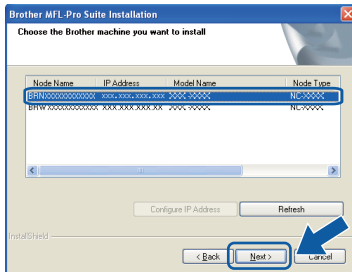 Brother MFL-Pro Suite Installation
Choose the Brother machine you want to install
Node Name IP Address Model Name Node Type
BRNXXXXXXXXXXXX xxx.xxx.xxx.xxx XXX-XXXX NC-XXXX
BRWXXXXXXXXXXXX XXX.XXX.XXX.XX XXX-XXXX NC-XXXX
Configure IP Address Refresh
InstallShield
< Back Next > Cancel